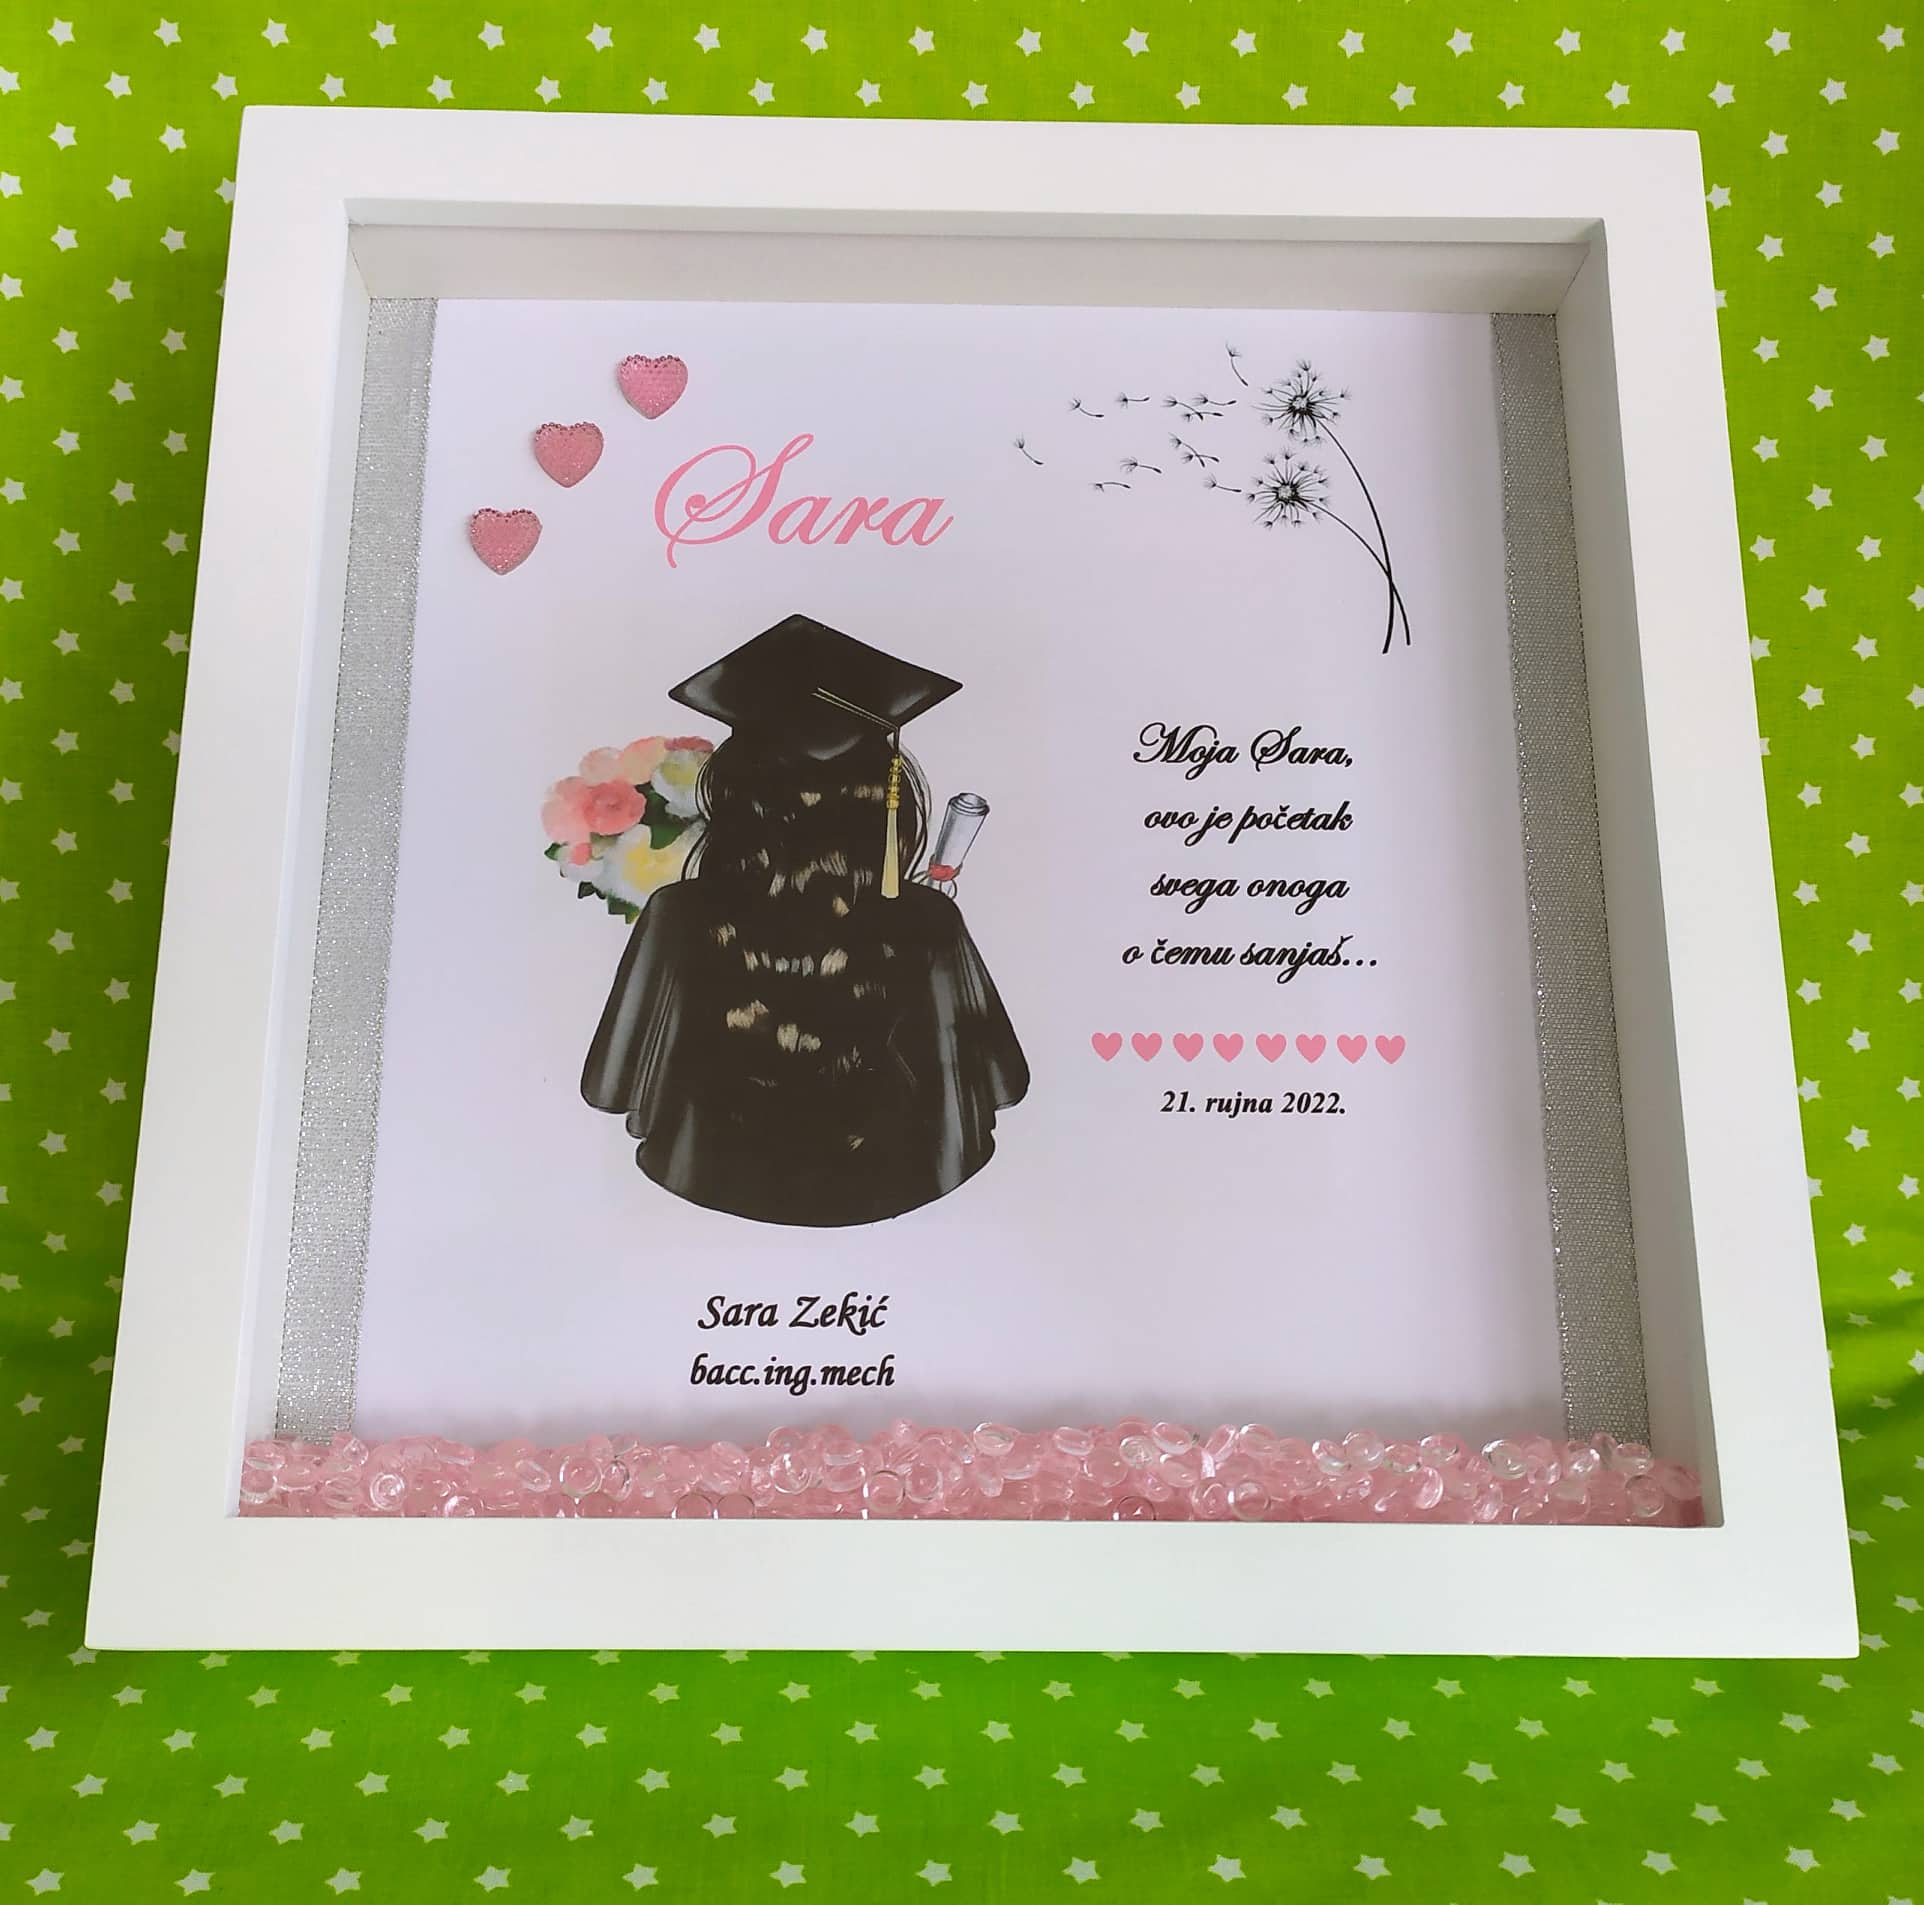 Sara
Moja Sara,
ovo je početak
svega onoga
o čemu sanjaš...
21. rujna 2022.
Sara Zekić
bacc.ing.mech